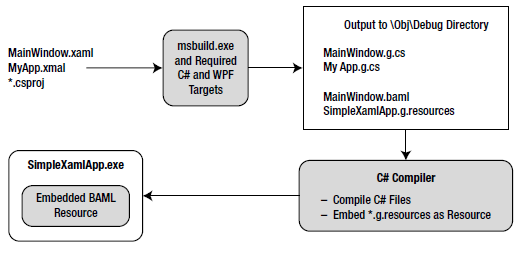 MainWindow.xaml
MyApp.xmal
*.csproj
msbuild.exe
and Required
C# and WPF
Targets
Output to \Obj\Debug Directory
MainWindow.g.cs
My App.g.cs
MainWindow.baml
SimpleXamlApp.g.resources
C# Compiler
– Compile C# Files
– Embed *.g.resources as Resource
SimpleXamlApp.exe
Embedded BAML
Resource